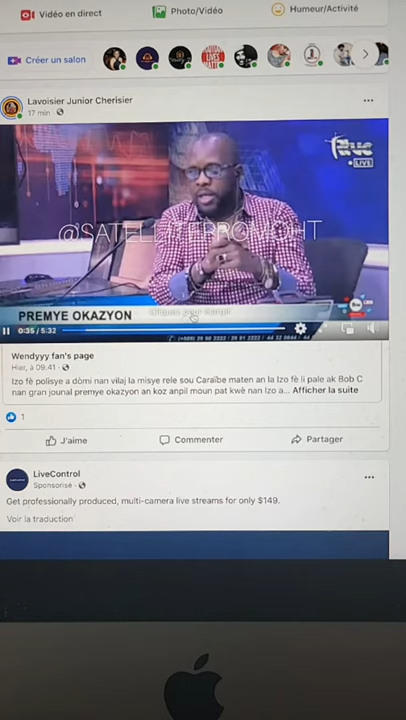 Vidéo en direct
Photo/Vidéo
Humeur/Activité
Créer un salon
Lavoisier Junior Cherisier
17 min
LIVE
@SATELLITERROMOHT
PREMYE OKAZYON
0:35/5:32
Wendyyy fan's page
Hier, à 09:41
Izo fè polisye a dòmi nan vilaj la misye rele sou Caraïbe maten an la Izo fè li pale ak Bob C
nan gran jounal premye okazyon an koz anpil moun pat kwè nan Izo a... Afficher la suite
1
J'aime
Commenter
Partager
LiveControl
Sponsorisé
Get professionally produced, multi-camera live streams for only $149.
Voir la traduction